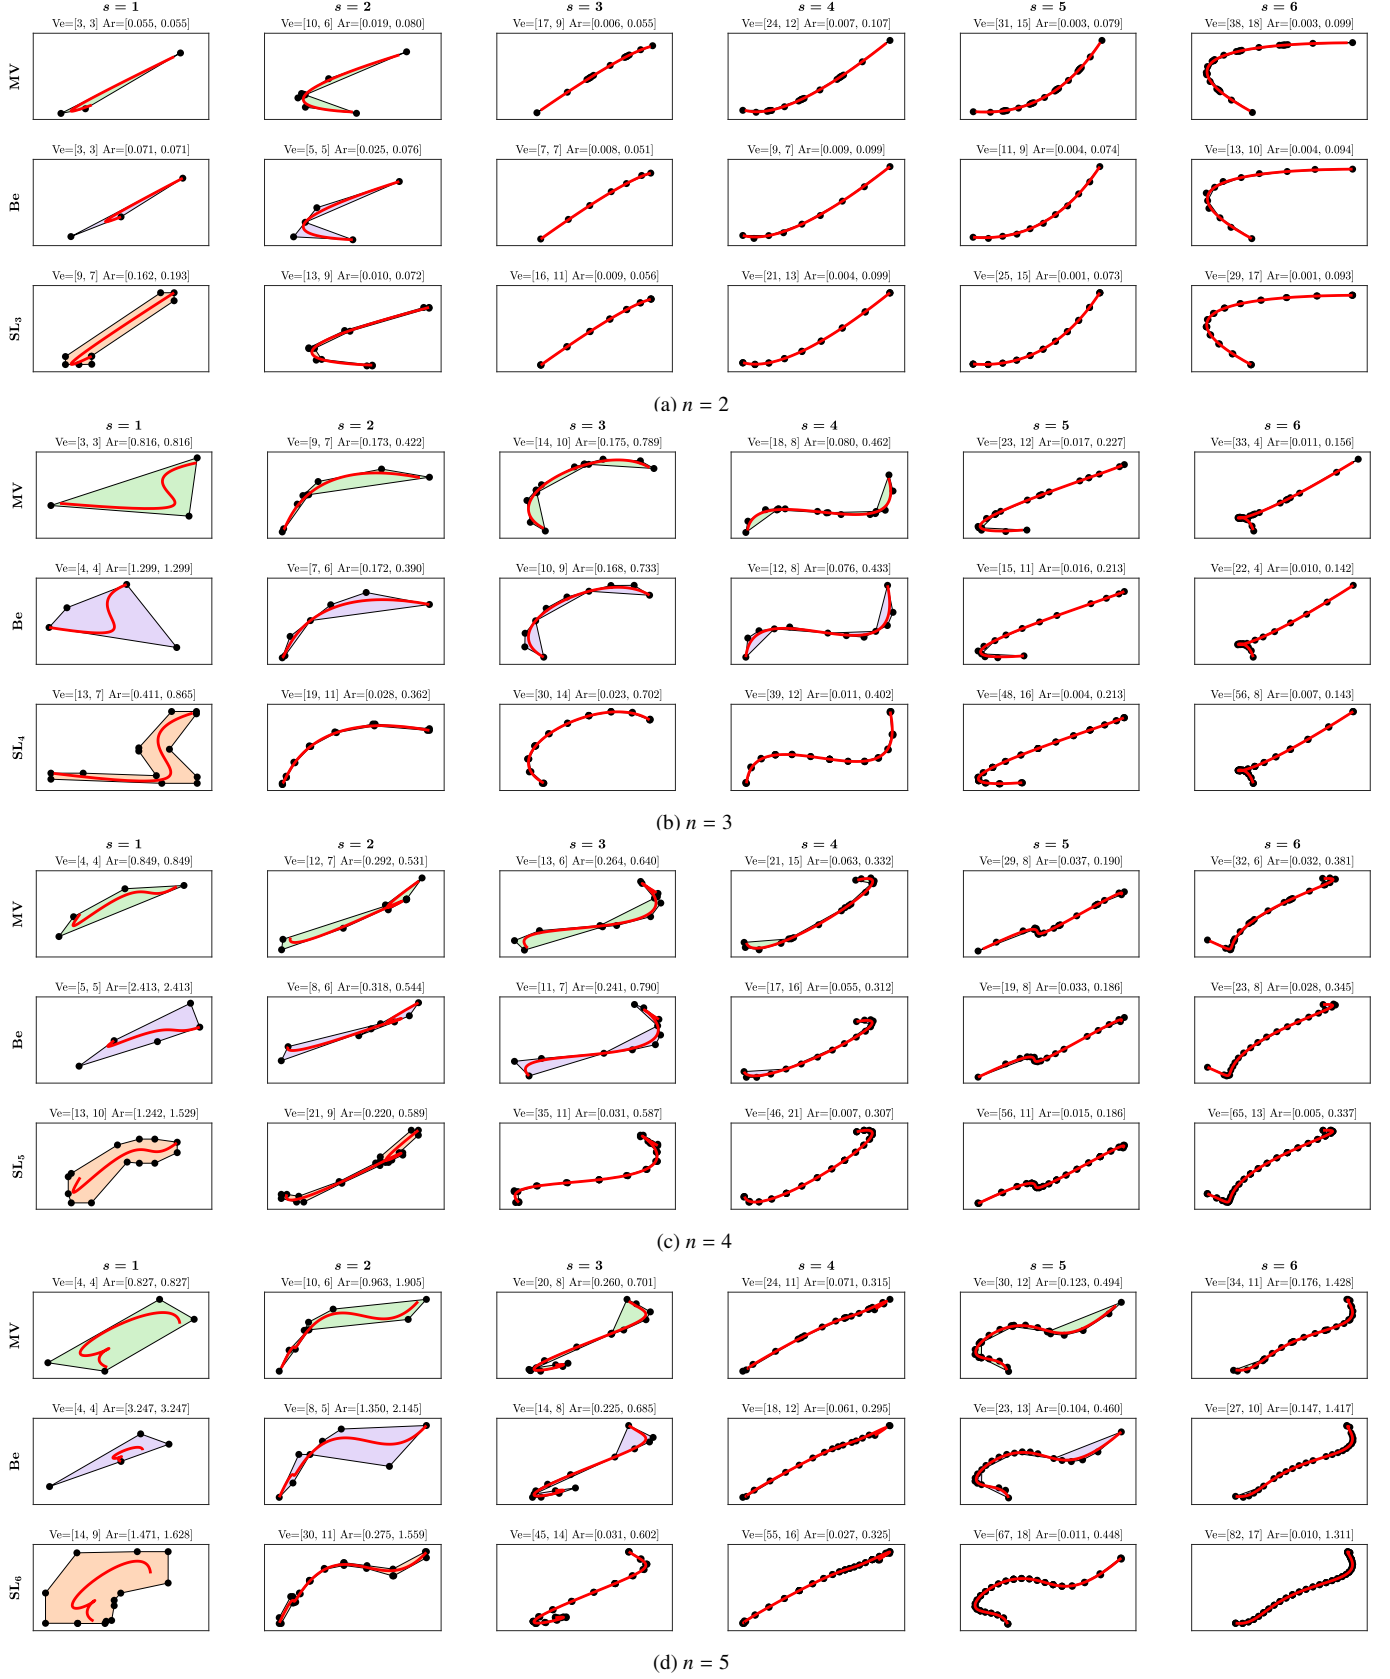 s = 1 s = 2 s = 3 s = 4 s = 5 s = 6
Ve=[3, 3] Ar=[0.055, 0.055] Ve=[10, 6] Ar=[0.019, 0.080] Ve=[17, 9] Ar=[0.006, 0.055] Ve=[24, 12] Ar=[0.007, 0.107] Ve=[31, 15] Ar=[0.003, 0.079] Ve=[38, 18] Ar=[0.003, 0.099]
MV
Ve=[3, 3] Ar=[0.071, 0.071] Ve=[5, 5] Ar=[0.025, 0.076] Ve=[7, 7] Ar=[0.008, 0.051] Ve=[9, 7] Ar=[0.009, 0.099] Ve=[11, 9] Ar=[0.004, 0.074] Ve=[13, 10] Ar=[0.004, 0.094]
Be
Ve=[9, 7] Ar=[0.162, 0.193] Ve=[13, 9] Ar=[0.010, 0.072] Ve=[16, 11] Ar=[0.009, 0.056] Ve=[21, 13] Ar=[0.004, 0.099] Ve=[25, 15] Ar=[0.001, 0.073] Ve=[29, 17] Ar=[0.001, 0.093]
SL₃
(a) n = 2
s = 1 s = 2 s = 3 s = 4 s = 5 s = 6
Ve=[3, 3] Ar=[0.816, 0.816] Ve=[9, 7] Ar=[0.173, 0.422] Ve=[14, 10] Ar=[0.175, 0.789] Ve=[18, 8] Ar=[0.080, 0.462] Ve=[23, 12] Ar=[0.017, 0.227] Ve=[33, 4] Ar=[0.011, 0.156]
MV
Ve=[4, 4] Ar=[1.299, 1.299] Ve=[7, 6] Ar=[0.172, 0.390] Ve=[10, 9] Ar=[0.168, 0.733] Ve=[12, 8] Ar=[0.076, 0.433] Ve=[15, 11] Ar=[0.016, 0.213] Ve=[22, 4] Ar=[0.010, 0.142]
Be
Ve=[13, 7] Ar=[0.411, 0.865] Ve=[19, 11] Ar=[0.028, 0.362] Ve=[30, 14] Ar=[0.023, 0.702] Ve=[39, 12] Ar=[0.011, 0.402] Ve=[48, 16] Ar=[0.004, 0.213] Ve=[56, 8] Ar=[0.007, 0.143]
SL₄
(b) n = 3
s = 1 s = 2 s = 3 s = 4 s = 5 s = 6
Ve=[4, 4] Ar=[0.849, 0.849] Ve=[12, 7] Ar=[0.292, 0.531] Ve=[13, 6] Ar=[0.264, 0.640] Ve=[21, 15] Ar=[0.063, 0.332] Ve=[29, 8] Ar=[0.037, 0.190] Ve=[32, 6] Ar=[0.032, 0.381]
MV
Ve=[5, 5] Ar=[2.413, 2.413] Ve=[8, 6] Ar=[0.318, 0.544] Ve=[11, 7] Ar=[0.241, 0.790] Ve=[17, 16] Ar=[0.055, 0.312] Ve=[19, 8] Ar=[0.033, 0.186] Ve=[23, 8] Ar=[0.028, 0.345]
Be
Ve=[13, 10] Ar=[1.242, 1.529] Ve=[21, 9] Ar=[0.220, 0.589] Ve=[35, 11] Ar=[0.031, 0.587] Ve=[46, 21] Ar=[0.007, 0.307] Ve=[56, 11] Ar=[0.015, 0.186] Ve=[65, 13] Ar=[0.005, 0.337]
SL₅
(c) n = 4
s = 1 s = 2 s = 3 s = 4 s = 5 s = 6
Ve=[4, 4] Ar=[0.827, 0.827] Ve=[10, 6] Ar=[0.963, 1.905] Ve=[20, 8] Ar=[0.260, 0.701] Ve=[24, 11] Ar=[0.071, 0.315] Ve=[30, 12] Ar=[0.123, 0.494] Ve=[34, 11] Ar=[0.176, 1.428]
MV
Ve=[4, 4] Ar=[3.247, 3.247] Ve=[8, 5] Ar=[1.350, 2.145] Ve=[14, 8] Ar=[0.225, 0.685] Ve=[18, 12] Ar=[0.061, 0.295] Ve=[23, 13] Ar=[0.104, 0.460] Ve=[27, 10] Ar=[0.147, 1.417]
Be
Ve=[14, 9] Ar=[1.471, 1.628] Ve=[30, 11] Ar=[0.275, 1.559] Ve=[45, 14] Ar=[0.031, 0.602] Ve=[55, 16] Ar=[0.027, 0.325] Ve=[67, 18] Ar=[0.011, 0.448] Ve=[82, 17] Ar=[0.010, 1.311]
SL₆
(d) n = 5